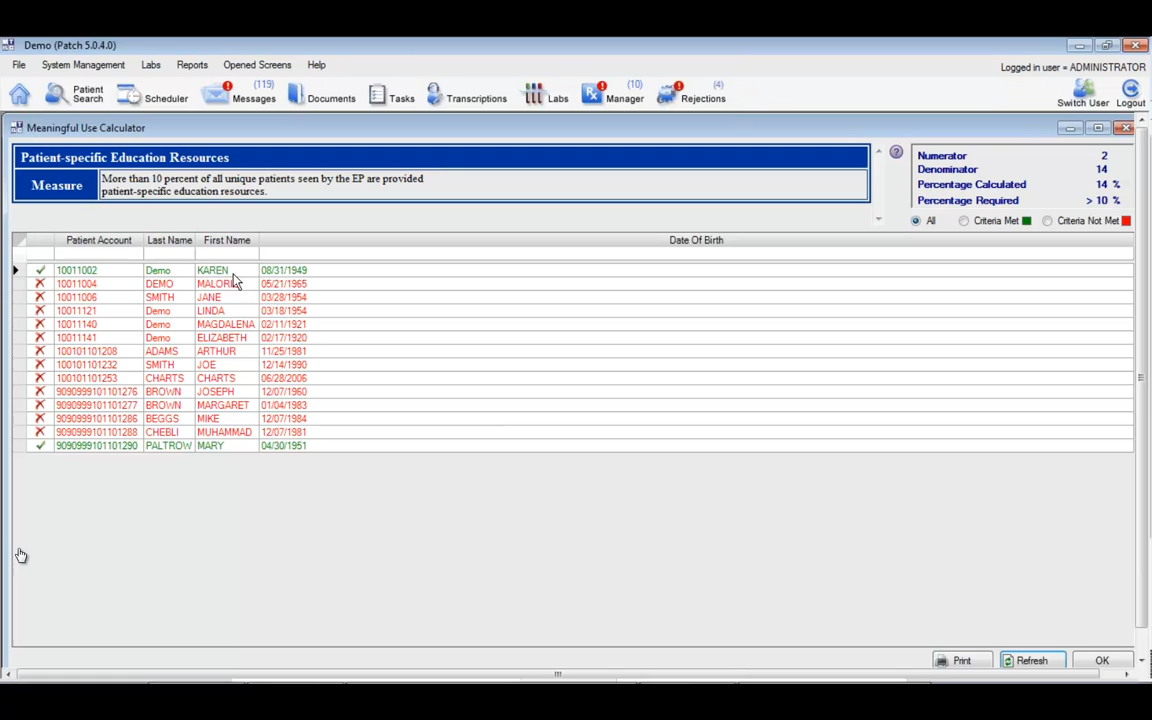 Demo (Patch 5.0.4.0)
File System Management Labs Reports Opened Screens Help
Logged in user = ADMINISTRATOR
Patient Search Scheduler Messages (119) Documents Tasks Transcriptions Labs Manager (10) Rejections (4) Switch User Logout
Meaningful Use Calculator
Patient-specific Education Resources
Measure
More than 10 percent of all unique patients seen by the EP are provided
patient-specific education resources.
Numerator 2
Denominator 14
Percentage Calculated 14 %
Percentage Required > 10 %
All Criteria Met Criteria Not Met
Patient Account Last Name First Name Date Of Birth
10011002 Demo KAREN 08/31/1949
10011004 DEMO 05/21/1965
10011006 SMITH JANE 03/28/1954
10011121 Demo LINDA 03/18/1954
10011140 Demo MAGDALENA 02/11/1921
10011141 Demo ELIZABETH 02/17/1920
100101101208 ADAMS ARTHUR 11/25/1981
100101101232 SMITH JOE 12/14/1990
100101101253 CHARTS CHARTS 06/28/2006
9090999101101276 BROWN JOSEPH 12/07/1960
9090999101101277 BROWN MARGARET 01/04/1983
9090999101101286 BEGGS MIKE 12/07/1984
9090999101101288 CHEBLI MUHAMMAD 12/07/1981
9090999101101290 PALTROW MARY 04/30/1951
Print Refresh OK